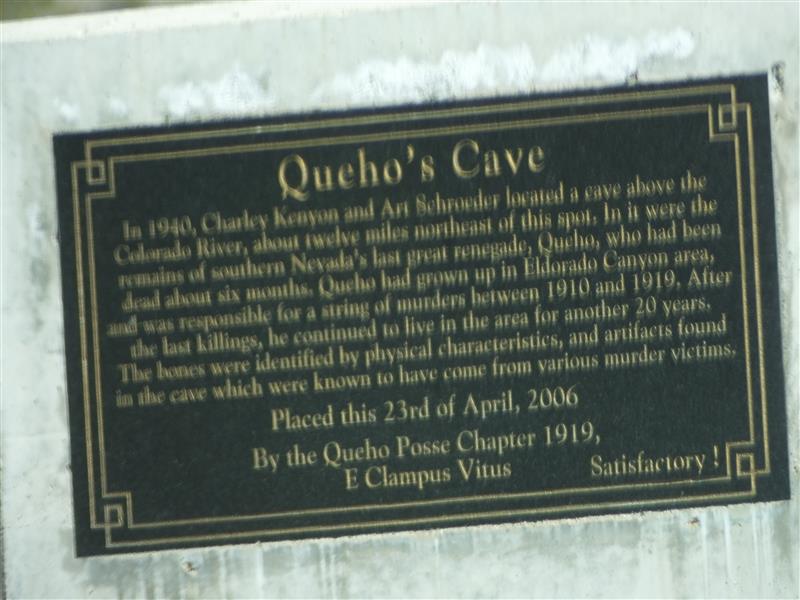 Queho's Cave
In 1940, Charley Kenyon and Art Schroeder located a cave above the
Colorado River, about twelve miles northeast of this spot. In it were the
remains of southern Nevada's last great renegade, Queho, who had been
dead about six months. Queho had grown up in Eldorado Canyon area,
and was responsible for a string of murders between 1910 and 1919. After
the last killings, he continued to live in the area for another 20 years.
The bones were identified by physical characteristics, and artifacts found
in the cave which were known to have come from various murder victims.
Placed this 23rd of April, 2006
By the Queho Posse Chapter 1919,
E Clampus Vitus
Satisfactory !